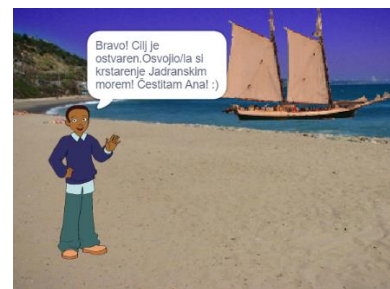 Bravo! Cilj je
ostvaren.Osvojio/la si
krstarenje Jadranskim
morem! Čestitam Ana! :)